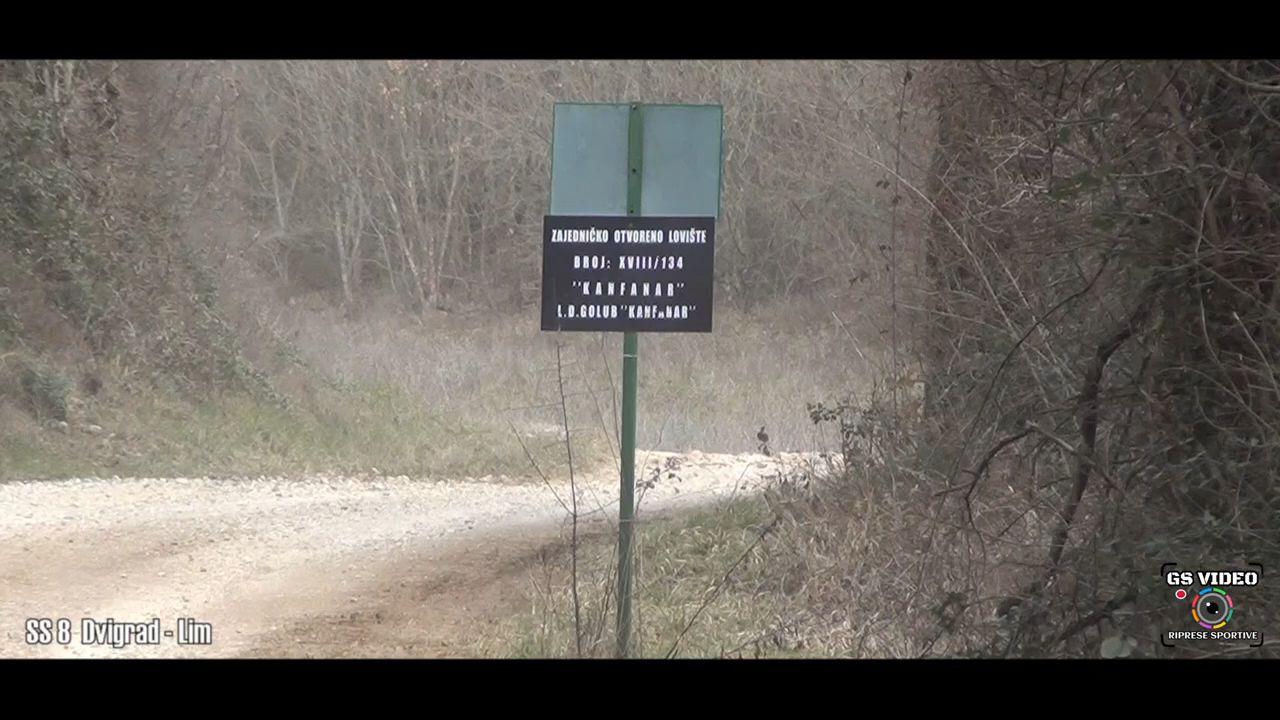 ZAJEDNIČKO OTVORENO LOVIŠTE
BROJ: XVIII/134
"KANFANAR"
L.D.GOLUB "KANFANAR"
SS 8 Dvigrad - Lim
GS VIDEO
RIPRESE SPORTIVE